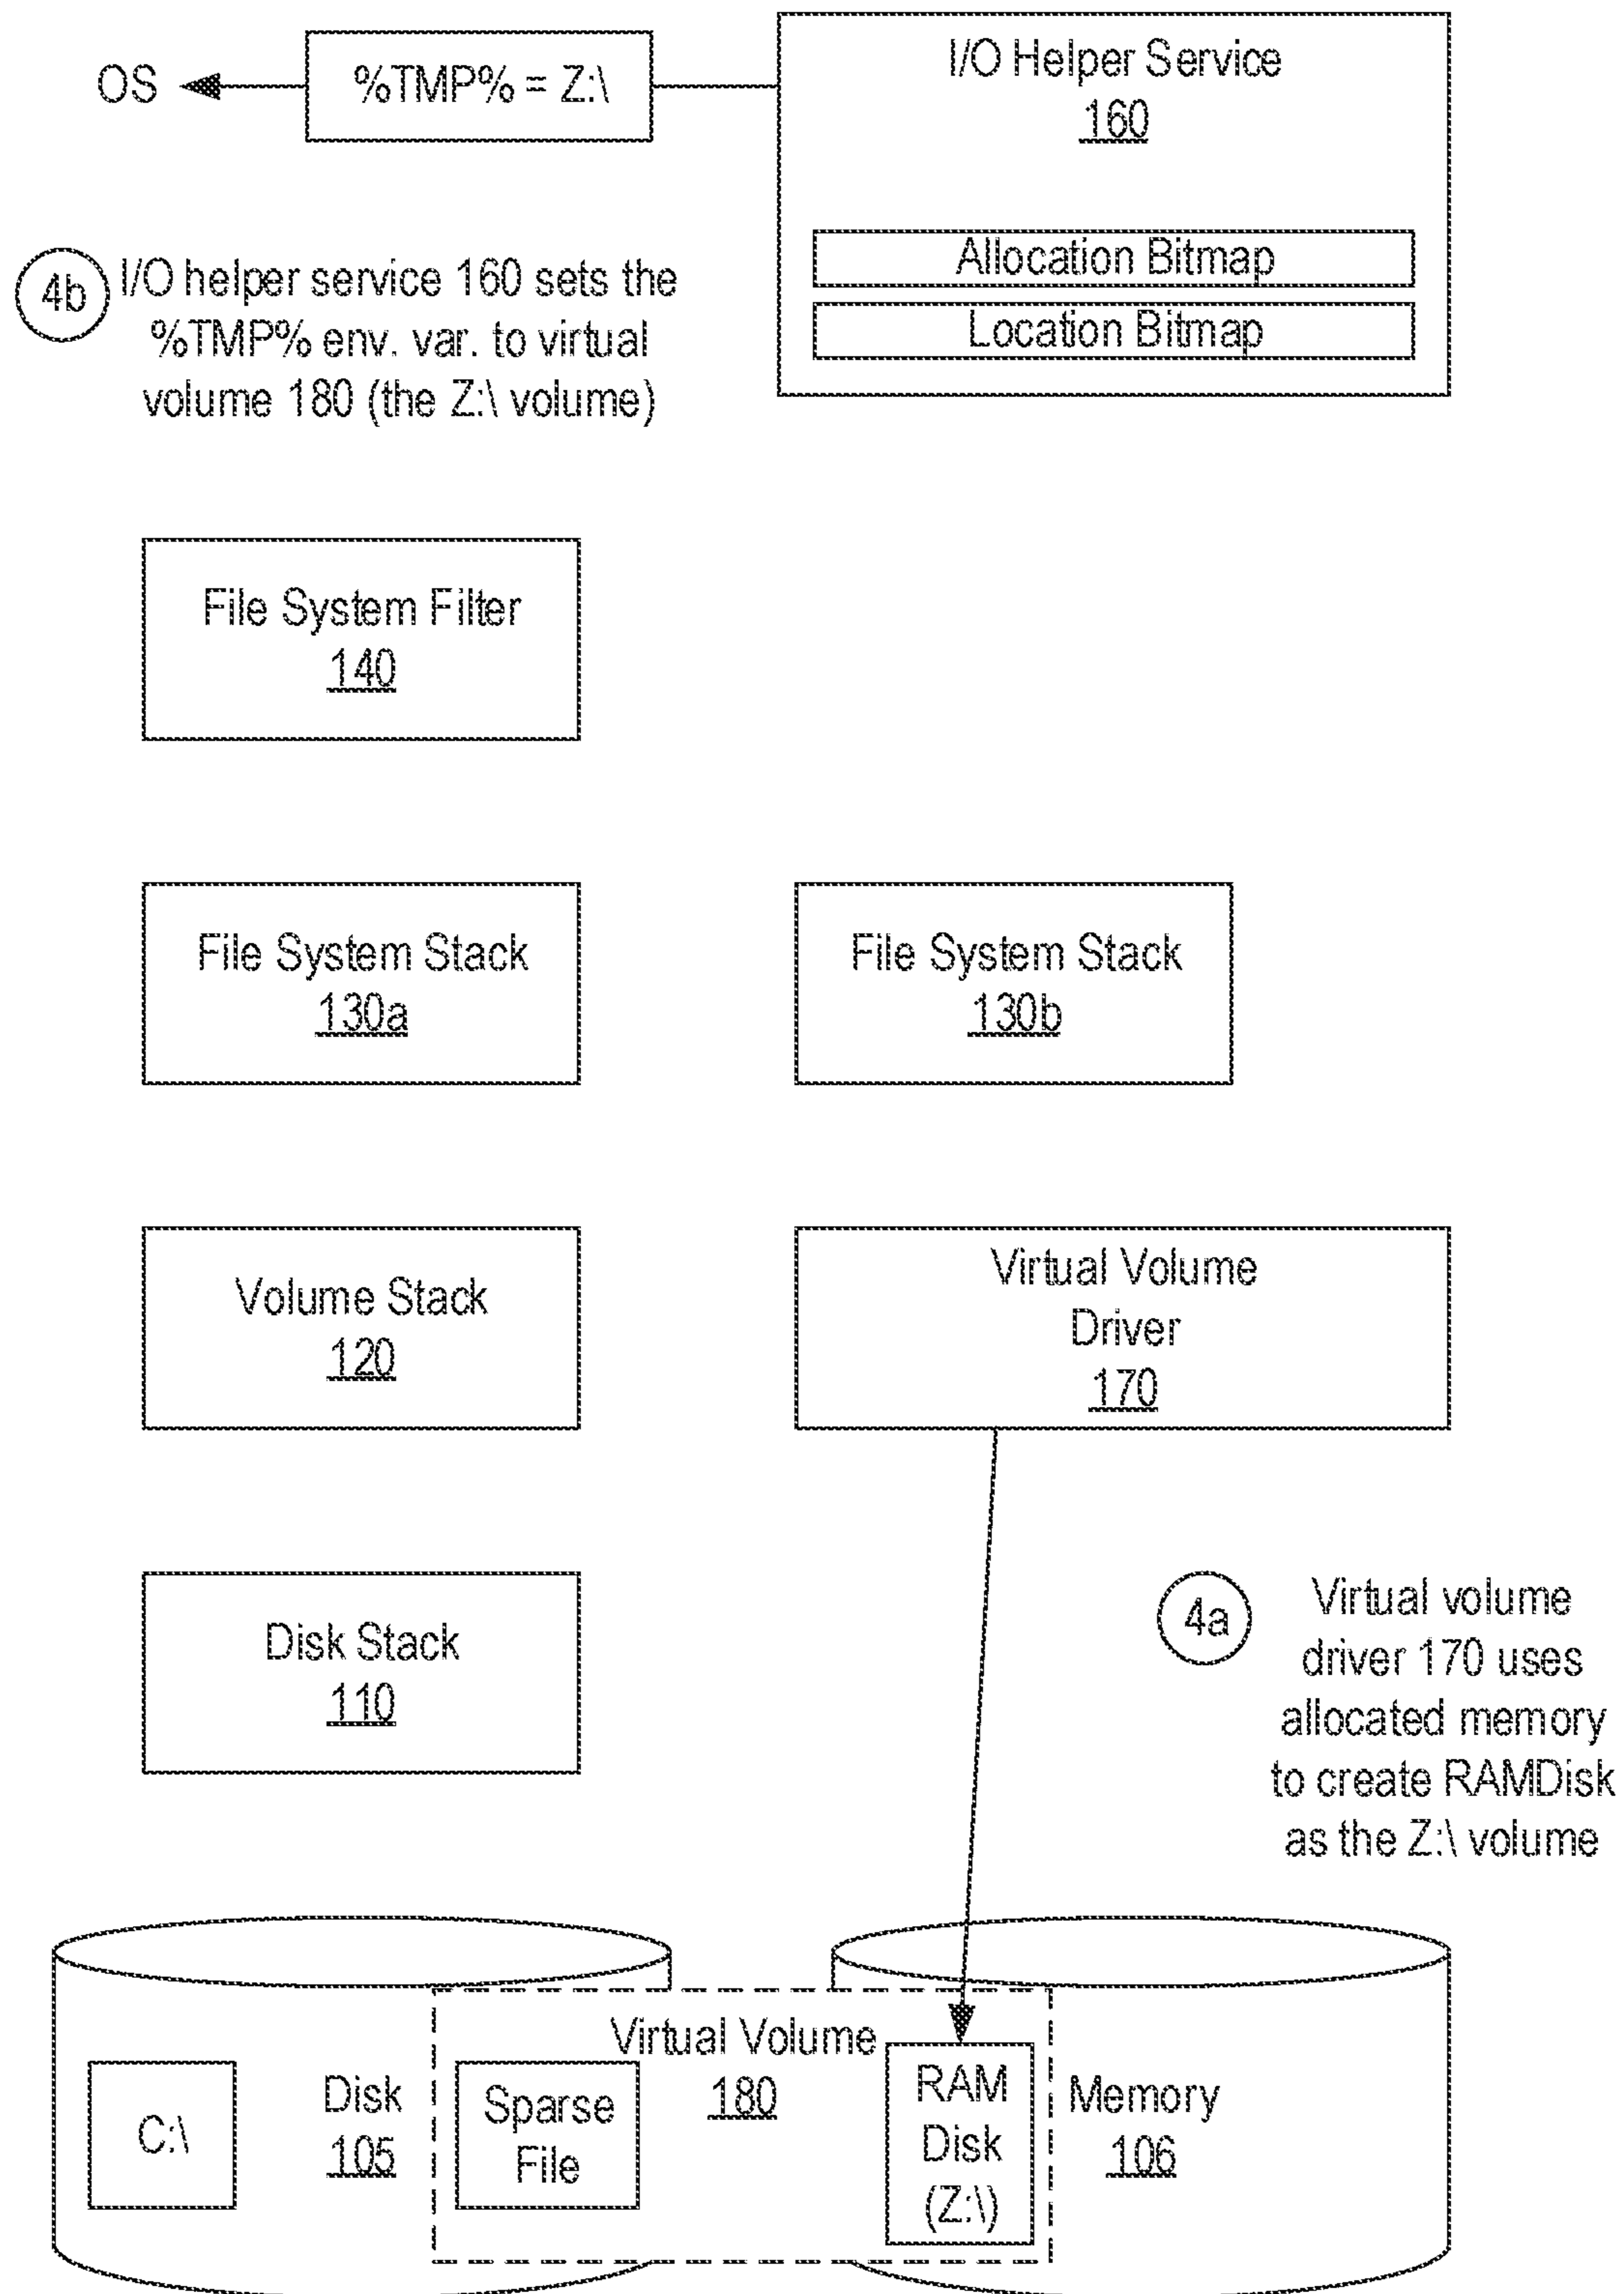 OS
%TMP% = Z:\
I/O Helper Service
160
Allocation Bitmap
Location Bitmap
4b
I/O helper service 160 sets the
%TMP% env. var. to virtual
volume 180 (the Z:\ volume)
File System Filter
140
File System Stack
130a
File System Stack
130b
Volume Stack
120
Virtual Volume
Driver
170
Disk Stack
110
4a
Virtual volume
driver 170 uses
allocated memory
to create RAMDisk
as the Z:\ volume
C:\
Disk
105
Sparse
File
Virtual Volume
180
RAM
Disk
(Z:\)
Memory
106